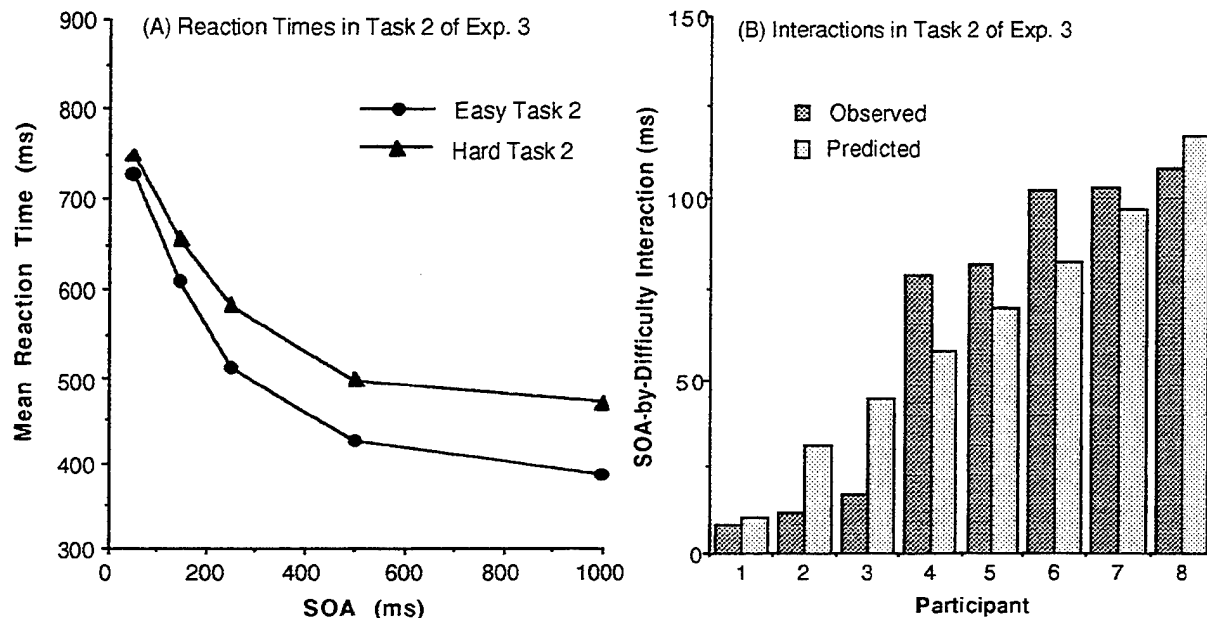 (A) Reaction Times in Task 2 of Exp. 3
Easy Task 2
Hard Task 2
Mean Reaction Time (ms)
900
800
700
600
500
400
300
0 200 400 600 800 1000
SOA (ms)
(B) Interactions in Task 2 of Exp. 3
Observed
Predicted
SOA-by-Difficulty Interaction (ms)
150
100
50
0
1 2 3 4 5 6 7 8
Participant